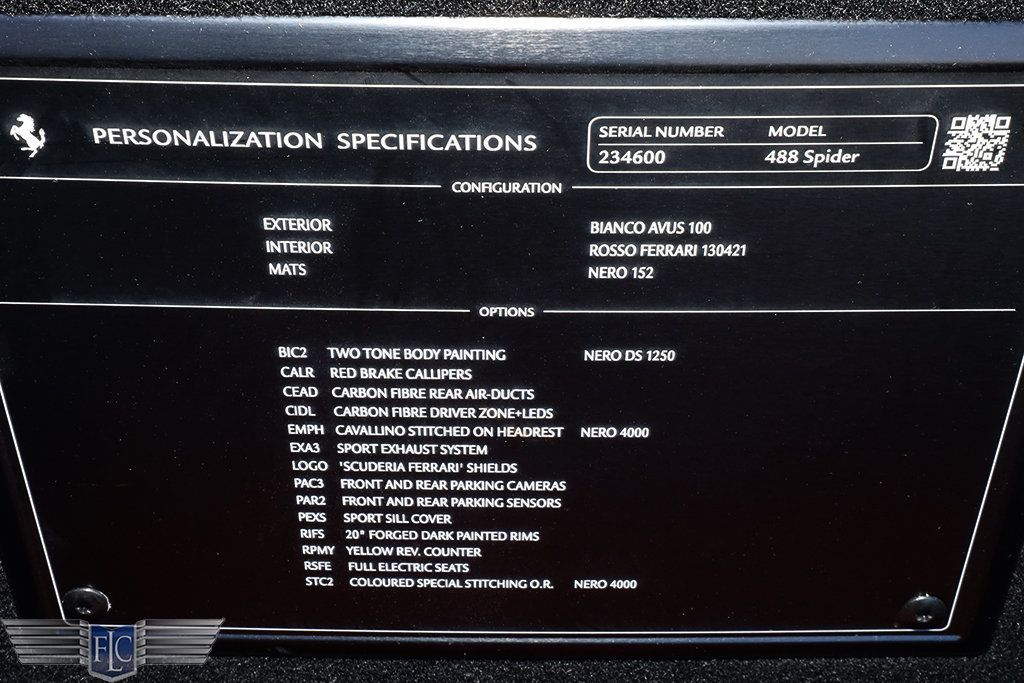 PERSONALIZATION SPECIFICATIONS
SERIAL NUMBER MODEL
234600 488 Spider
CONFIGURATION
EXTERIOR BIANCO AVUS 100
INTERIOR ROSSO FERRARI 130421
MATS NERO 152
OPTIONS
BIC2 TWO TONE BODY PAINTING NERO DS 1250
CALR RED BRAKE CALLIPERS
CEAD CARBON FIBRE REAR AIR-DUCTS
CIDL CARBON FIBRE DRIVER ZONE+LEDS
EMPH CAVALLINO STITCHED ON HEADREST NERO 4000
EXA3 SPORT EXHAUST SYSTEM
LOGO 'SCUDERIA FERRARI' SHIELDS
PAC3 FRONT AND REAR PARKING CAMERAS
PAR2 FRONT AND REAR PARKING SENSORS
PEXS SPORT SILL COVER
RIFS 20" FORGED DARK PAINTED RIMS
RPMY YELLOW REV. COUNTER
RSFE FULL ELECTRIC SEATS
STC2 COLOURED SPECIAL STITCHING O.R. NERO 4000
FLC